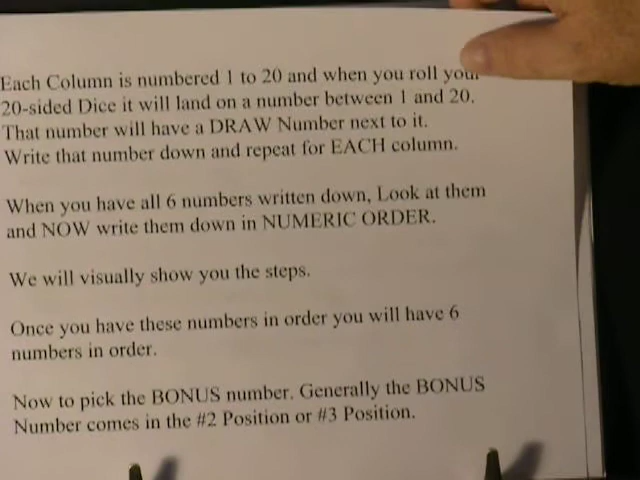 Each Column is numbered 1 to 20 and when you roll your
20-sided Dice it will land on a number between 1 and 20.
That number will have a DRAW Number next to it.
Write that number down and repeat for EACH column.
When you have all 6 numbers written down, Look at them
and NOW write them down in NUMERIC ORDER.
We will visually show you the steps.
Once you have these numbers in order you will have 6
numbers in order.
Now to pick the BONUS number. Generally the BONUS
Number comes in the #2 Position or #3 Position.